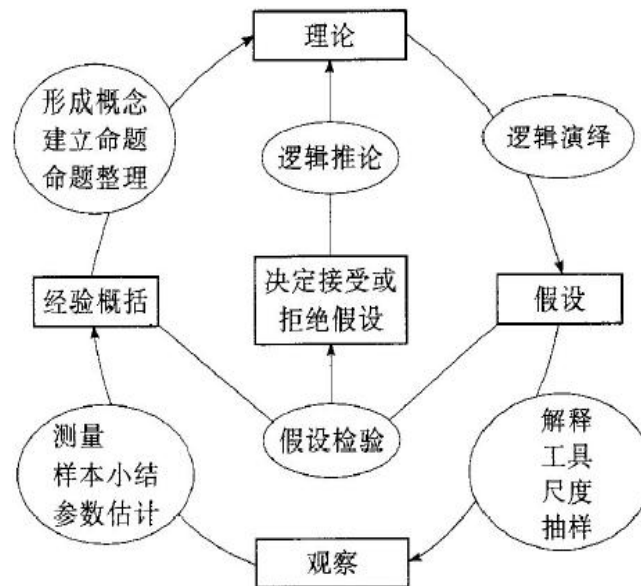 理论
形成概念
建立命题
命题整理
逻辑推论
逻辑演绎
经验概括
决定接受或
拒绝假设
假设
测量
样本小结
参数估计
假设检验
解释
工具
尺度
抽样
观察